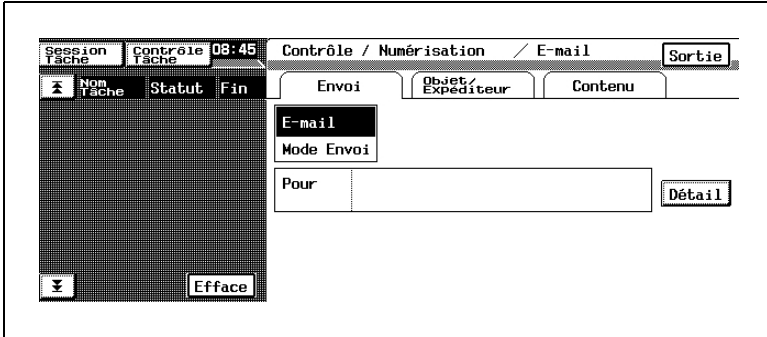 Session Tâche
Contrôle Tâche
08:45
Contrôle / Numérisation / E-mail
Sortie
Nom Tâche
Statut
Fin
Envoi
Objet/ Expéditeur
Contenu
E-mail
Mode Envoi
Pour
Détail
Efface